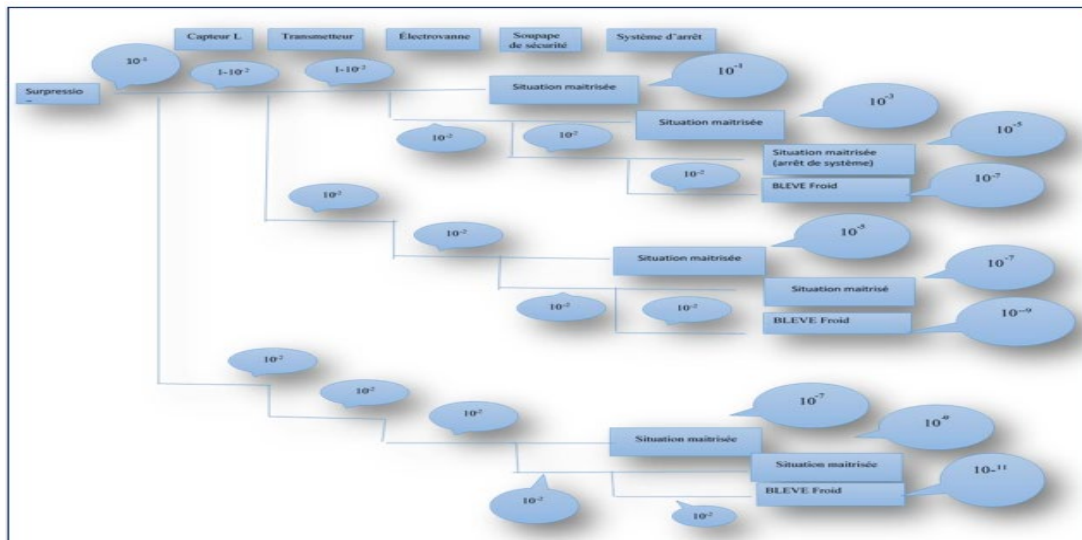 Capteur L Transmetteur Électrovanne Soupape de sécurité Système d'arrêt
1-10⁻² 1-10⁻²
Surpressio
10⁻¹
Situation maitrisée
10⁻³
Situation maitrisée
10⁻² 10⁻²
10⁻⁵
Situation maitrisée
(arrêt de système)
10⁻²
10⁻⁷
BLEVE Froid
10⁻²
10⁻²
10⁻⁵
Situation maitrisée
10⁻⁷
Situation maitrisé
10⁻² 10⁻²
10-⁻⁹
BLEVE Froid
10⁻²
10⁻²
10⁻²
10⁻⁷
Situation maitrisée
Situation maitrisée
10-¹¹
BLEVE Froid
10⁻²
10⁻²